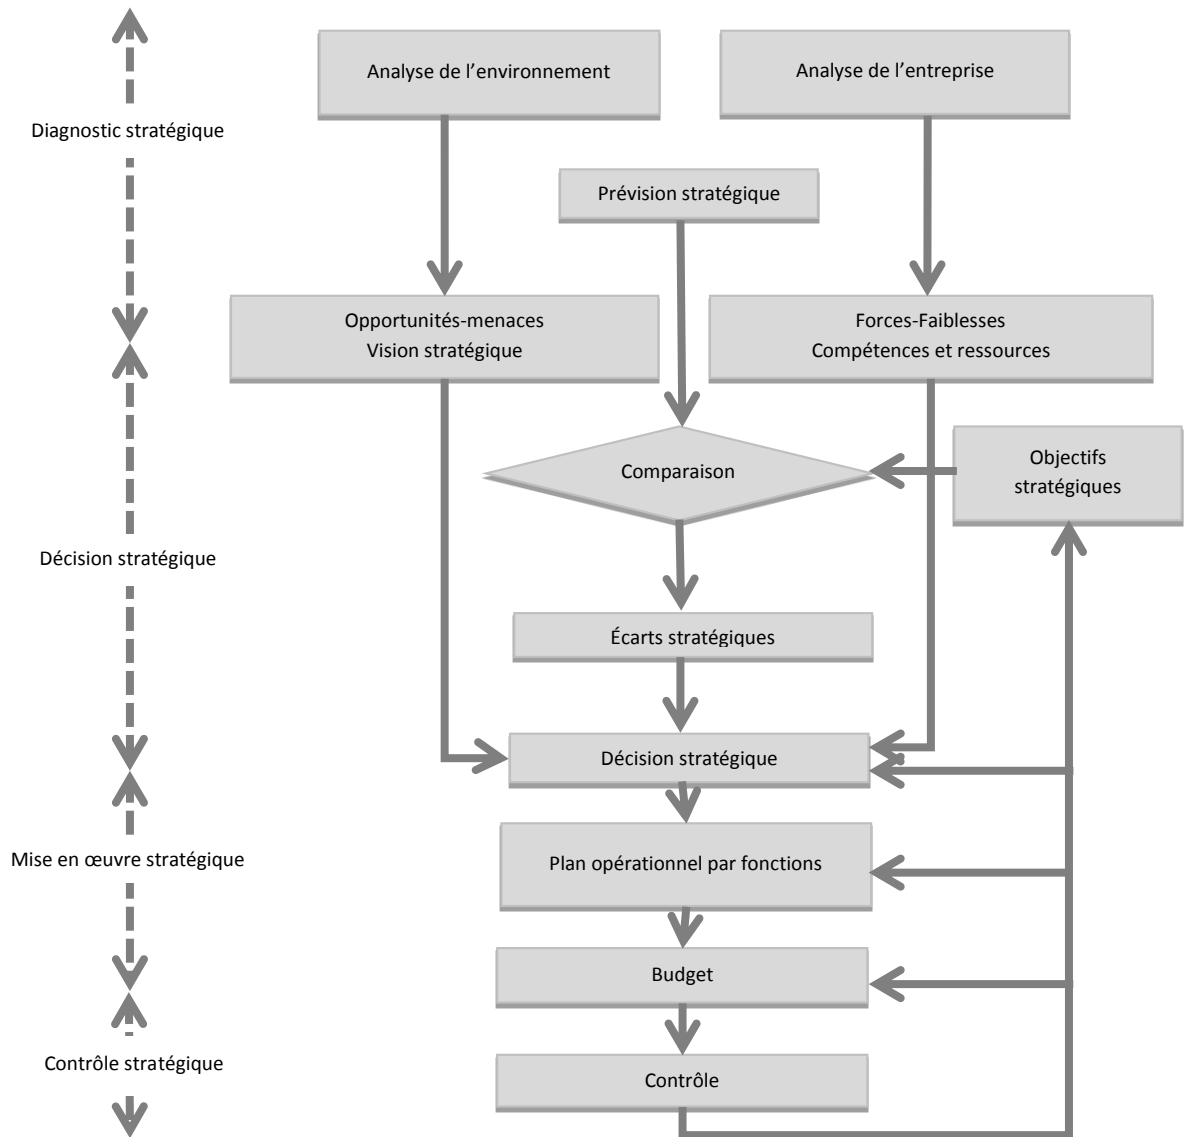 Analyse de l’environnement
Analyse de l’entreprise
Diagnostic stratégique
Prévision stratégique
Opportunités-menaces
Vision stratégique
Forces-Faiblesses
Compétences et ressources
Comparaison
Objectifs
stratégiques
Décision stratégique
Écarts stratégiques
Décision stratégique
Mise en œuvre stratégique
Plan opérationnel par fonctions
Budget
Contrôle stratégique
Contrôle